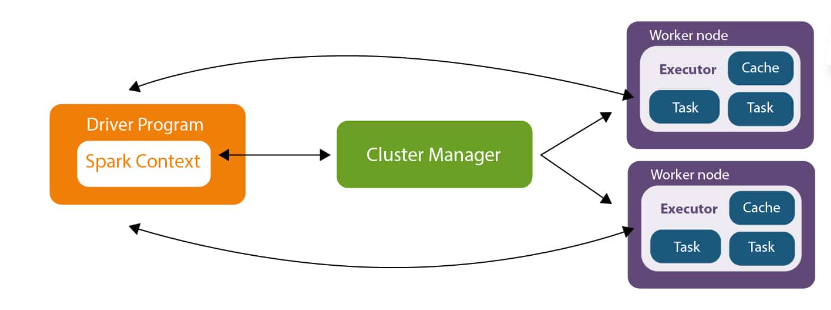 Driver Program
Spark Context
Cluster Manager
Worker node
Executor
Cache
Task
Task
Worker node
Executor
Cache
Task
Task